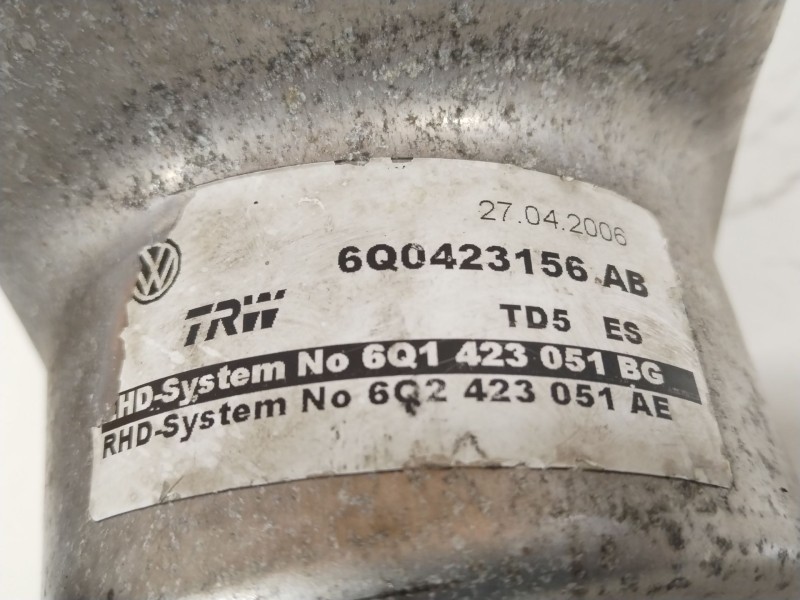 27.04.2006
6Q0423156 AB
TRW
TD5 ES
HD-System No 6Q1 423 051 BG
RHD-System No 6Q2 423 051 AE